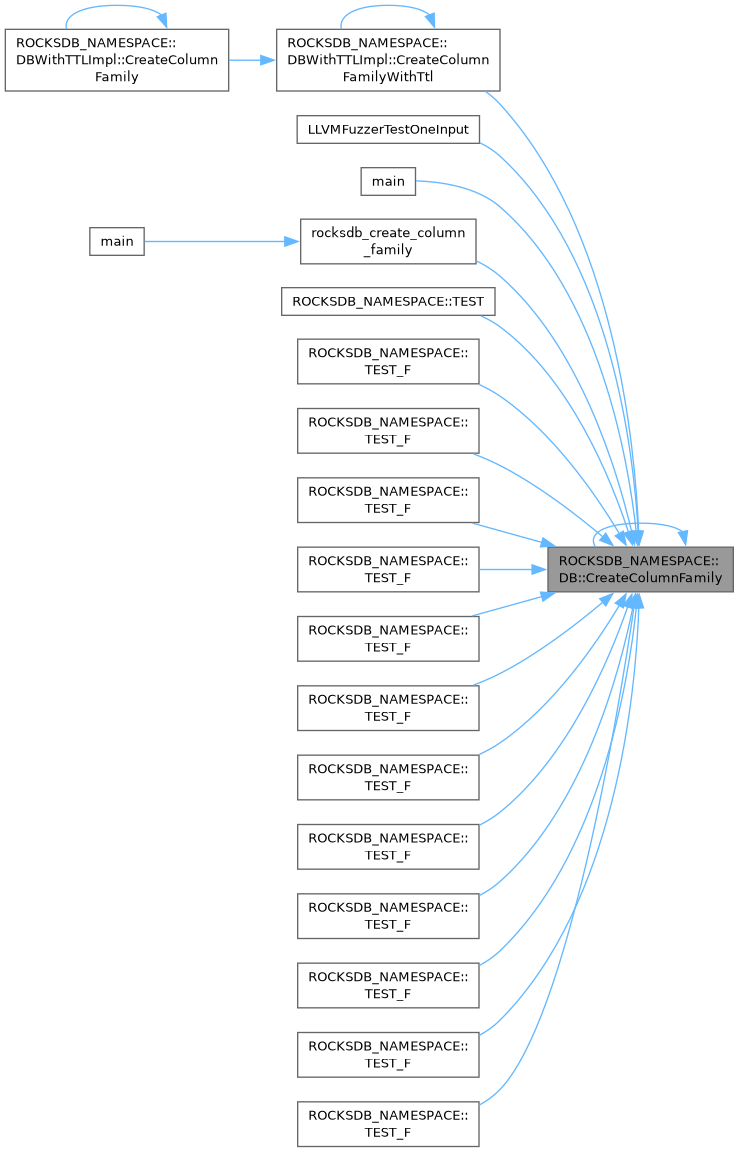 ROCKSDB_NAMESPACE::
DBWithTTLImpl::CreateColumn
Family
ROCKSDB_NAMESPACE::
DBWithTTLImpl::CreateColumn
FamilyWithTtl
LLVMFuzzerTestOneInput
main
main
rocksdb_create_column
_family
ROCKSDB_NAMESPACE::TEST
ROCKSDB_NAMESPACE::
TEST_F
ROCKSDB_NAMESPACE::
TEST_F
ROCKSDB_NAMESPACE::
TEST_F
ROCKSDB_NAMESPACE::
TEST_F
ROCKSDB_NAMESPACE::
DB::CreateColumnFamily
ROCKSDB_NAMESPACE::
TEST_F
ROCKSDB_NAMESPACE::
TEST_F
ROCKSDB_NAMESPACE::
TEST_F
ROCKSDB_NAMESPACE::
TEST_F
ROCKSDB_NAMESPACE::
TEST_F
ROCKSDB_NAMESPACE::
TEST_F
ROCKSDB_NAMESPACE::
TEST_F
ROCKSDB_NAMESPACE::
TEST_F